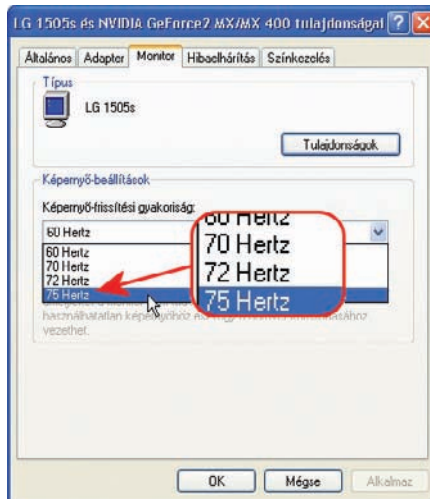 LG 1505s és NVIDIA GeForce2 MX/MX 400 tulajdonságai
Általános Adapter Monitor Hibaelhárítás Színkezelés
Típus
LG 1505s
Tulajdonságok
Képernyő-beállítások
Képernyő-frissítési gyakoriság:
60 Hertz
60 Hertz
70 Hertz
72 Hertz
75 Hertz
60 Hertz
70 Hertz
72 Hertz
75 Hertz
használhatatlan képernyőhöz
vezethet.
OK Mégse Alkalmaz